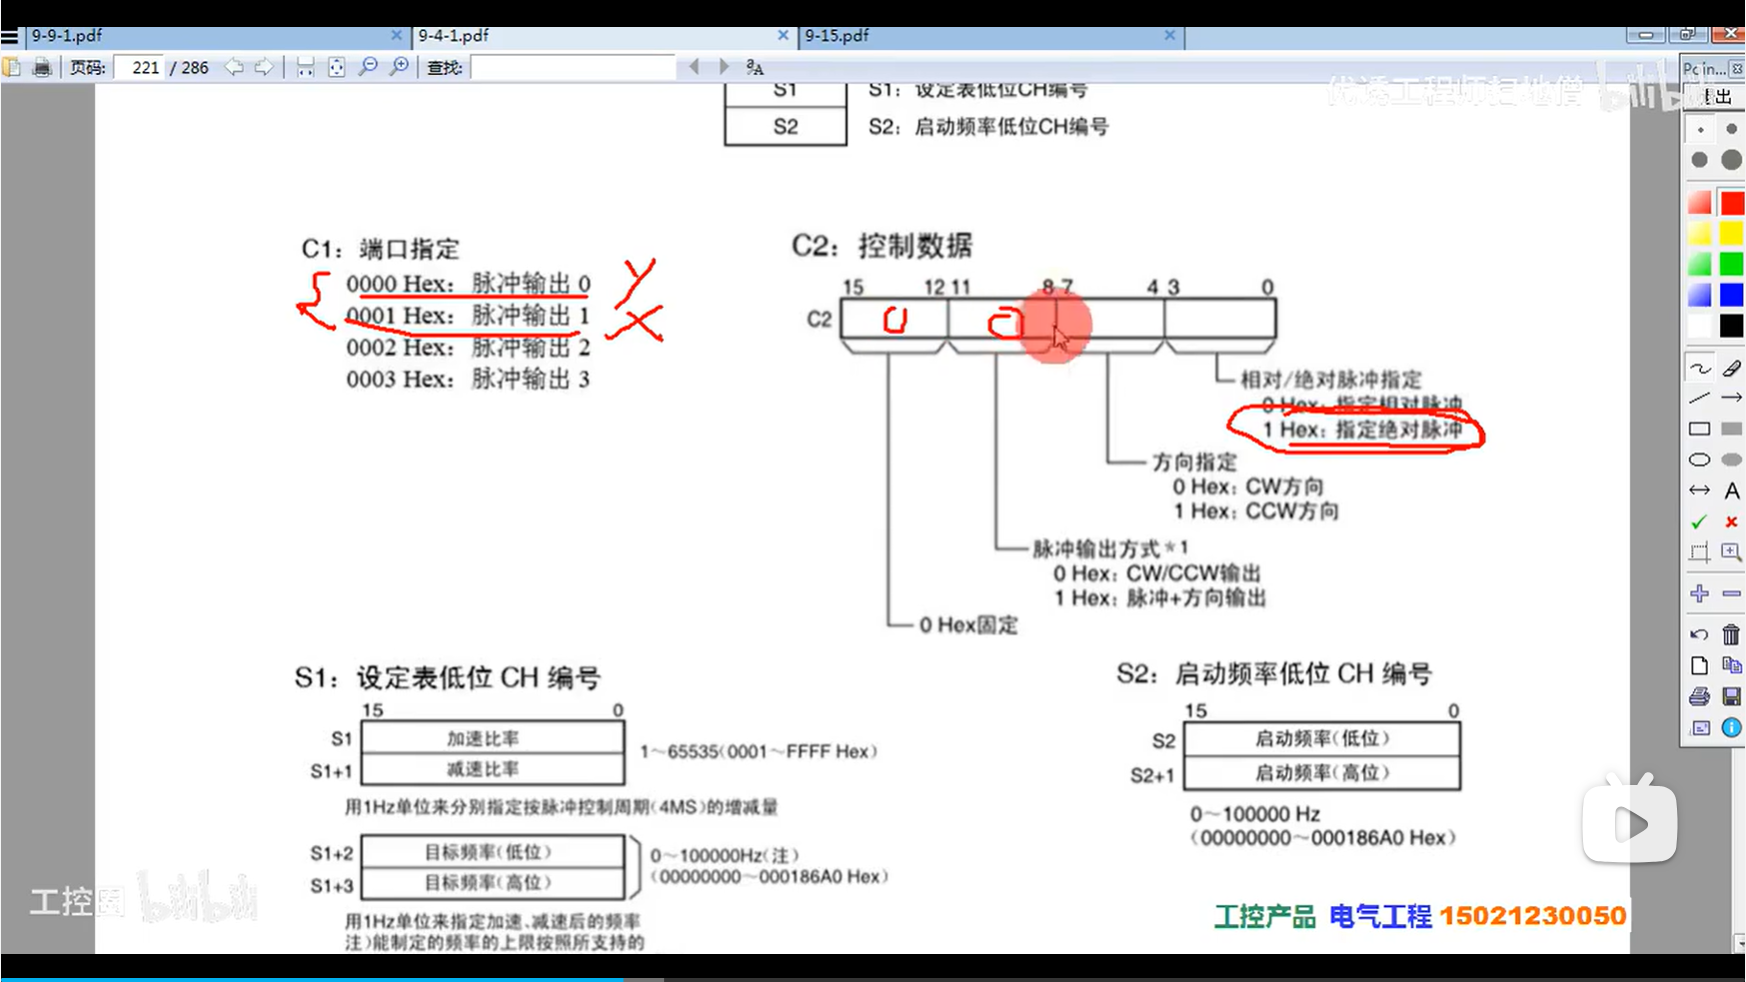 9-9-1.pdf
9-4-1.pdf
9-15.pdf
页码: 221 / 286
查找:
优诱工程师扫地僧 bilibili
S1
S1: 设定表低位CH编号
S2
S2: 启动频率低位CH编号
C1: 端口指定
0000 Hex: 脉冲输出 0
0001 Hex: 脉冲输出 1
0002 Hex: 脉冲输出 2
0003 Hex: 脉冲输出 3
Y
X
C2: 控制数据
15 12 11 8 7 4 3 0
C2
0 0
相对/绝对脉冲指定
0 Hex: 指定相对脉冲
1 Hex: 指定绝对脉冲
方向指定
0 Hex: CW方向
1 Hex: CCW方向
脉冲输出方式*1
0 Hex: CW/CCW输出
1 Hex: 脉冲+方向输出
0 Hex固定
S1: 设定表低位 CH 编号
15 0
S1 加速比率
S1+1 减速比率
1~65535(0001~FFFF Hex)
用1Hz单位来分别指定按脉冲控制周期(4MS)的增减量
S1+2 目标频率(低位)
S1+3 目标频率(高位)
0~100000Hz(注)
(00000000~000186A0 Hex)
用1Hz单位来指定加速、减速后的频率
注)能制定的频率的上限按照所支持的
S2: 启动频率低位 CH 编号
15 0
S2 启动频率(低位)
S2+1 启动频率(高位)
0~100000 Hz
(00000000~000186A0 Hex)
工控圈 bilibili
工控产品 电气工程 15021230050